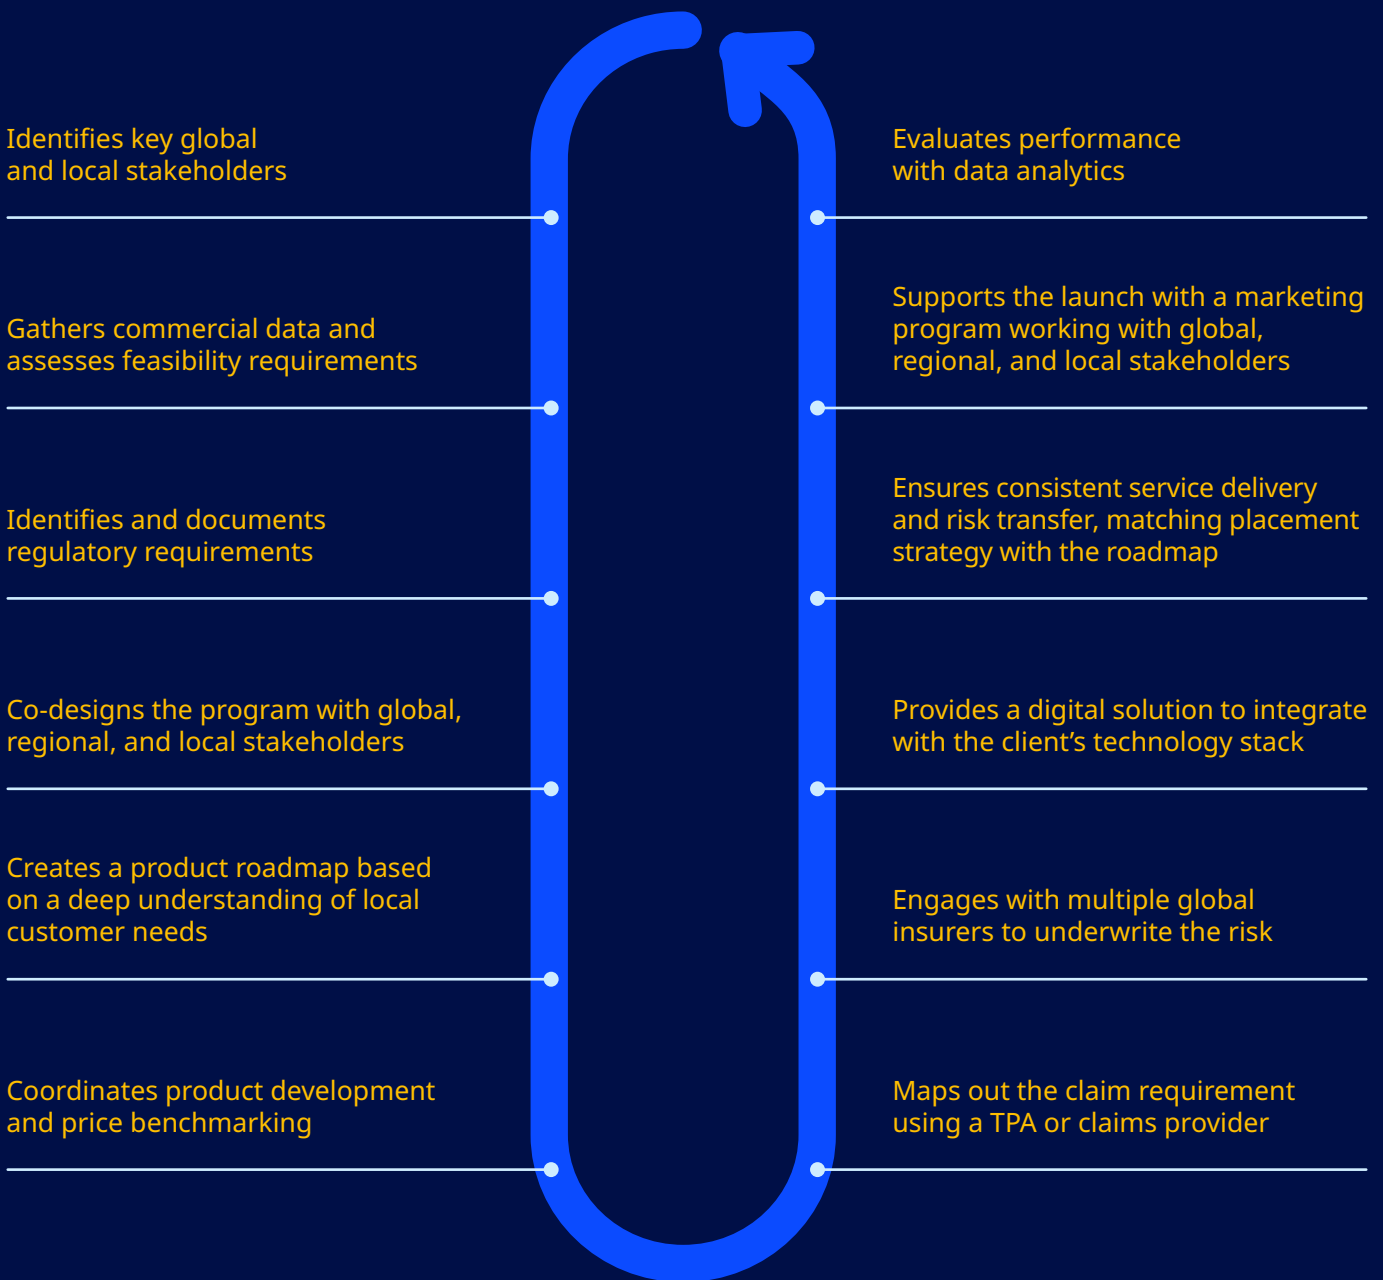 Identifies key global
and local stakeholders
Gathers commercial data and
assesses feasibility requirements
Identifies and documents
regulatory requirements
Co-designs the program with global,
regional, and local stakeholders
Creates a product roadmap based
on a deep understanding of local
customer needs
Coordinates product development
and price benchmarking
Evaluates performance
with data analytics
Supports the launch with a marketing
program working with global,
regional, and local stakeholders
Ensures consistent service delivery
and risk transfer, matching placement
strategy with the roadmap
Provides a digital solution to integrate
with the client’s technology stack
Engages with multiple global
insurers to underwrite the risk
Maps out the claim requirement
using a TPA or claims provider